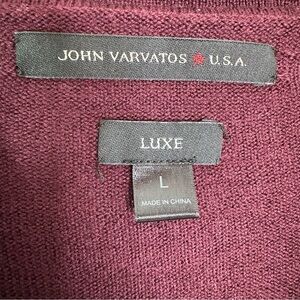 JOHN VARVATOS ★ U.S.A.
LUXE
L
MADE IN CHINA